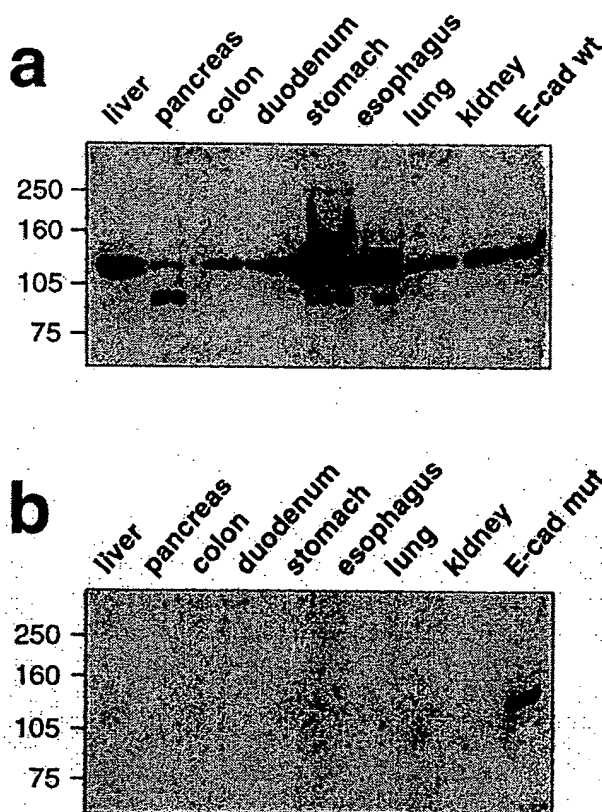 a
liver pancreas colon duodenum stomach esophagus lung kidney E-cad wt
250
160
105
75
b
liver pancreas colon duodenum stomach esophagus lung kidney E-cad mut
250
160
105
75